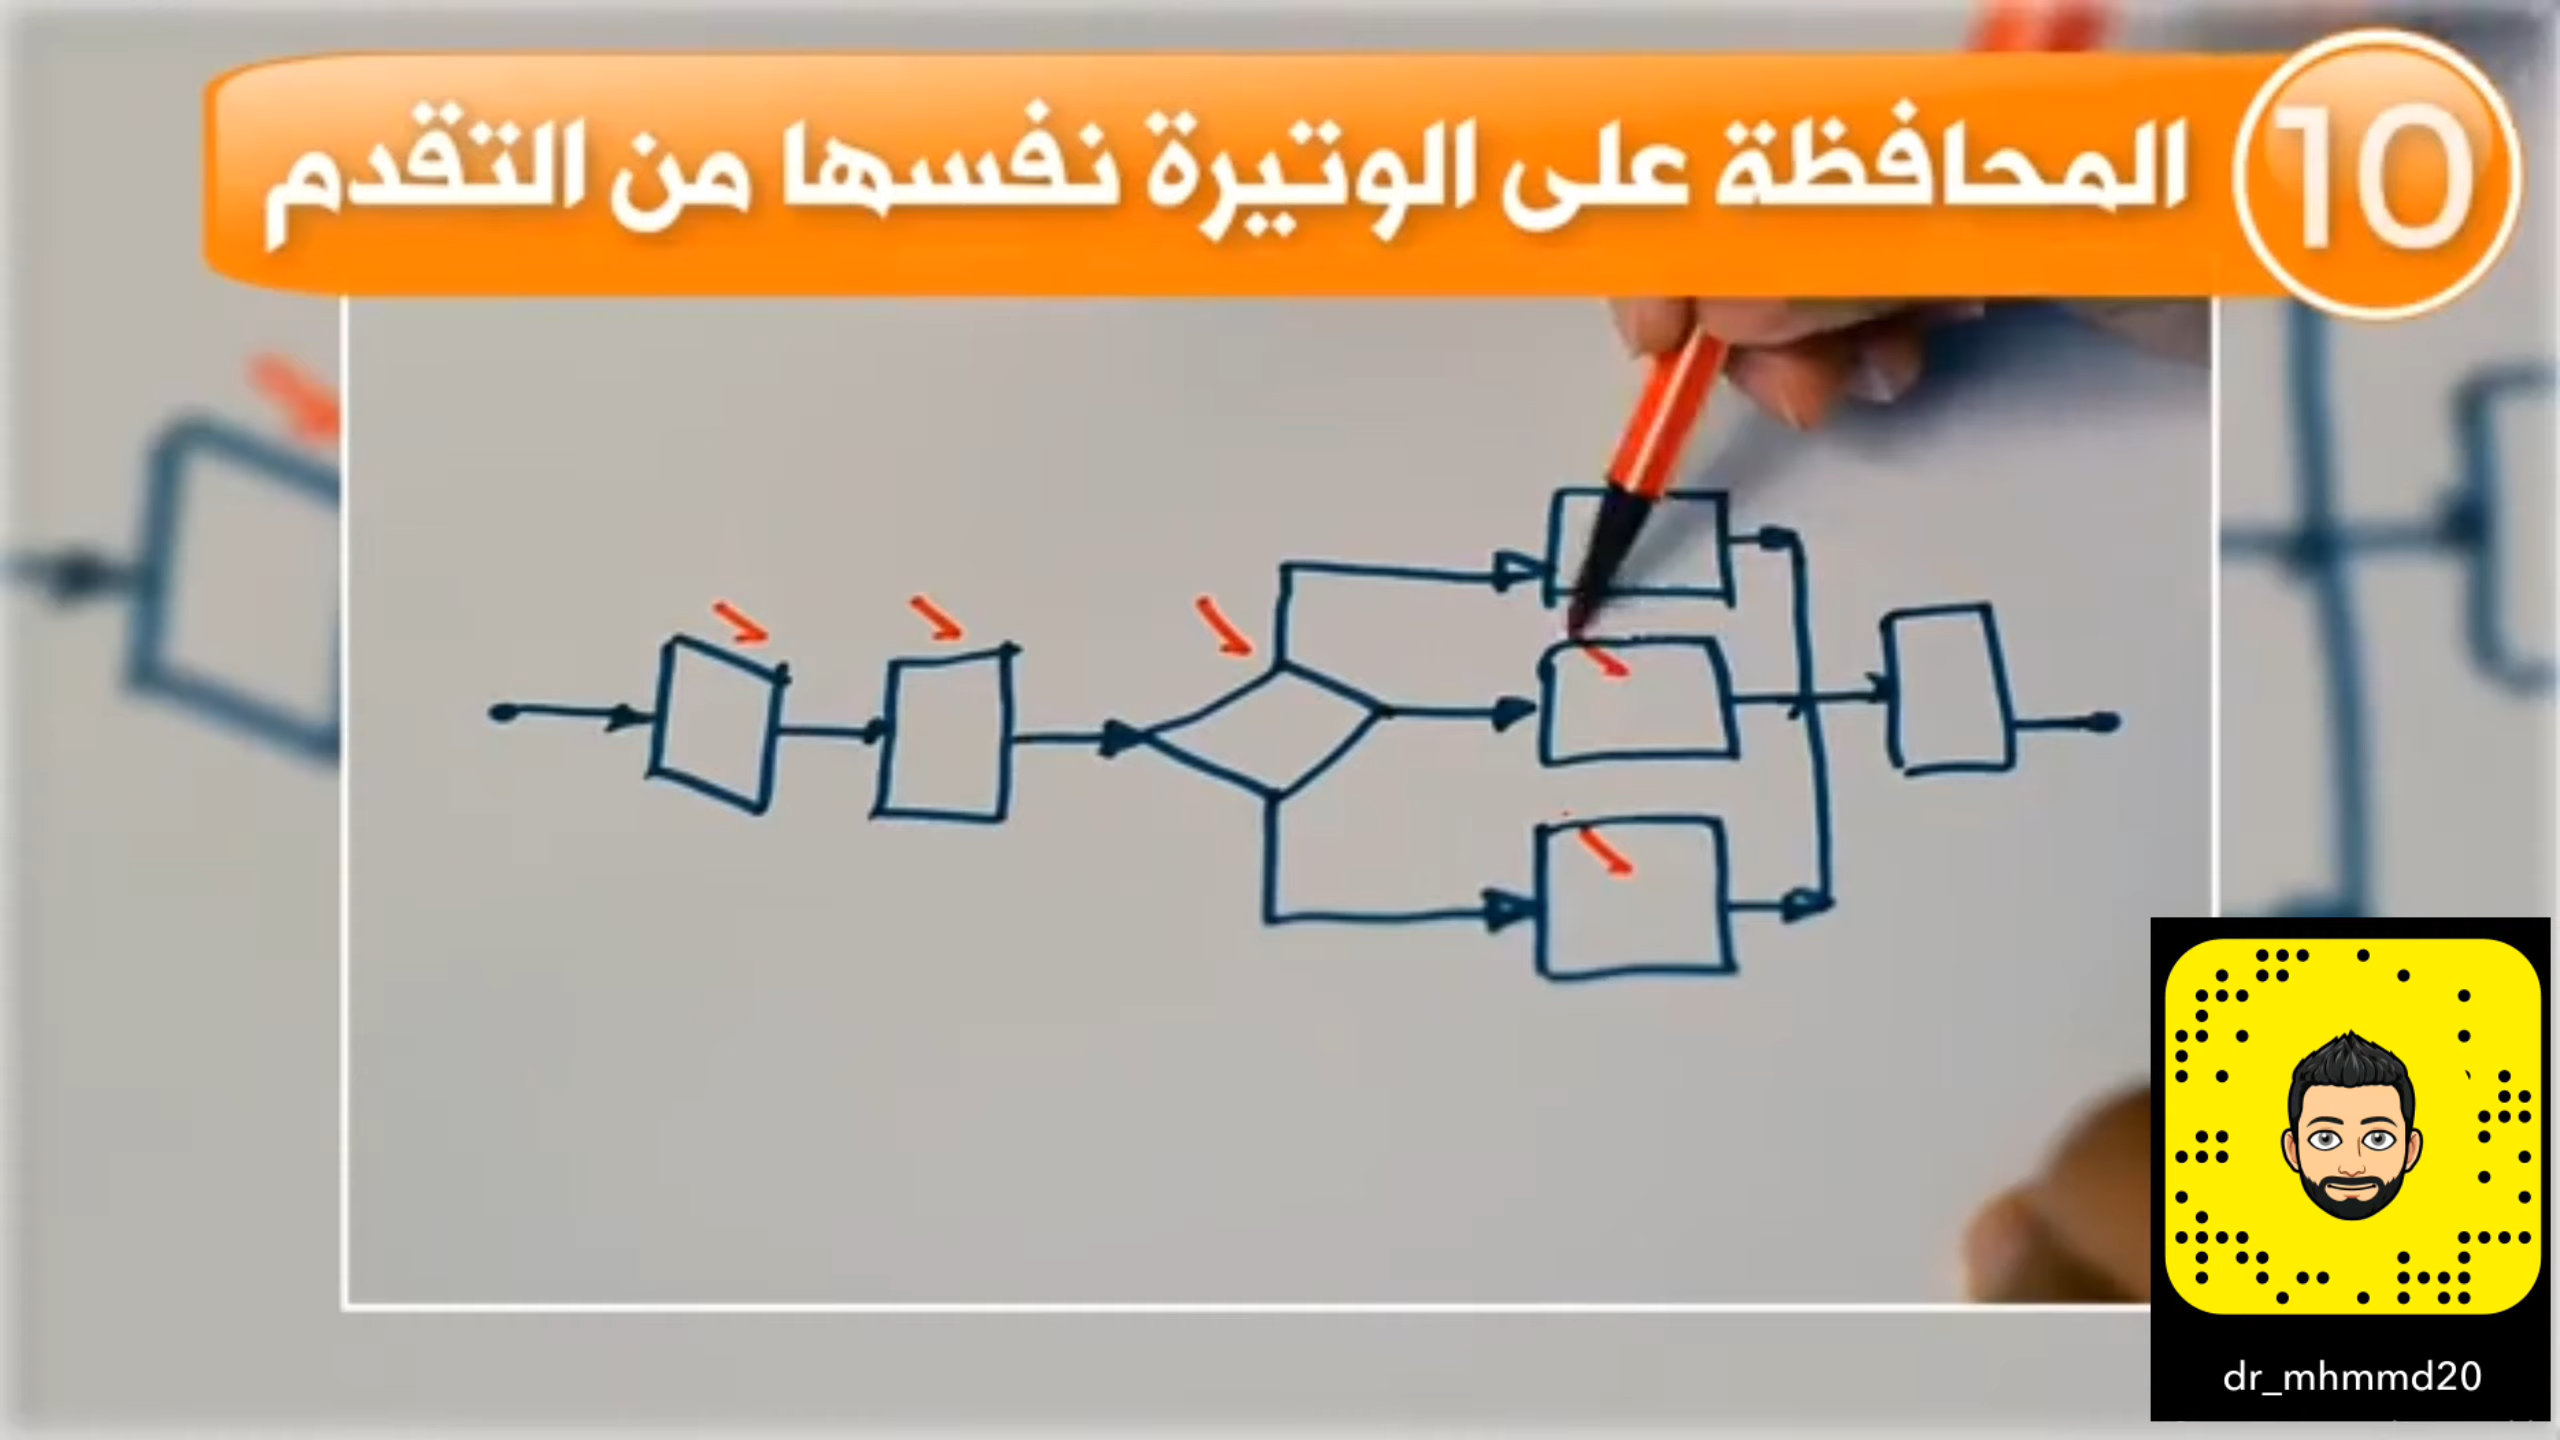 10
المحافظة على الوتيرة نفسها من التقدم
dr_mhmmd20